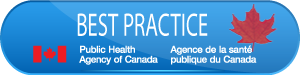 BEST PRACTICE
Public Health
Agency of Canada
Agence de la santé
publique du Canada